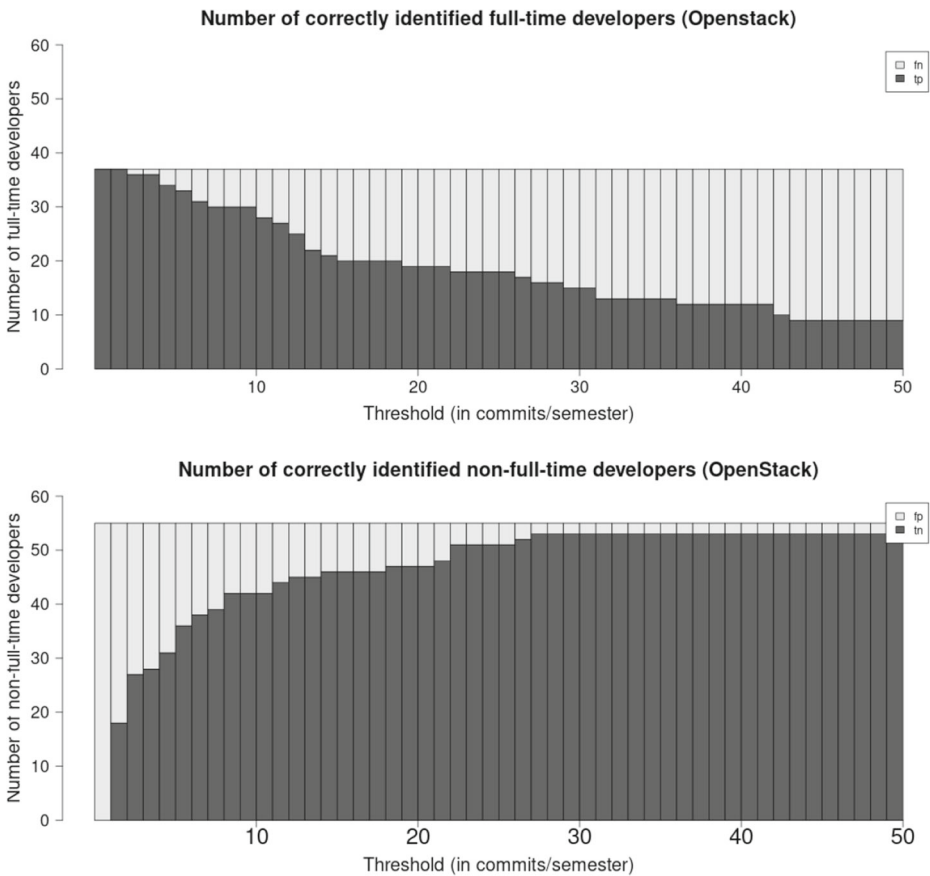 Number of correctly identified full-time developers (Openstack)
Number of full-time developers
60
50
40
30
20
10
0
fn
tp
10 20 30 40 50
Threshold (in commits/semester)
Number of correctly identified non-full-time developers (OpenStack)
Number of non-full-time developers
60
50
40
30
20
10
0
fp
tn
10 20 30 40 50
Threshold (in commits/semester)